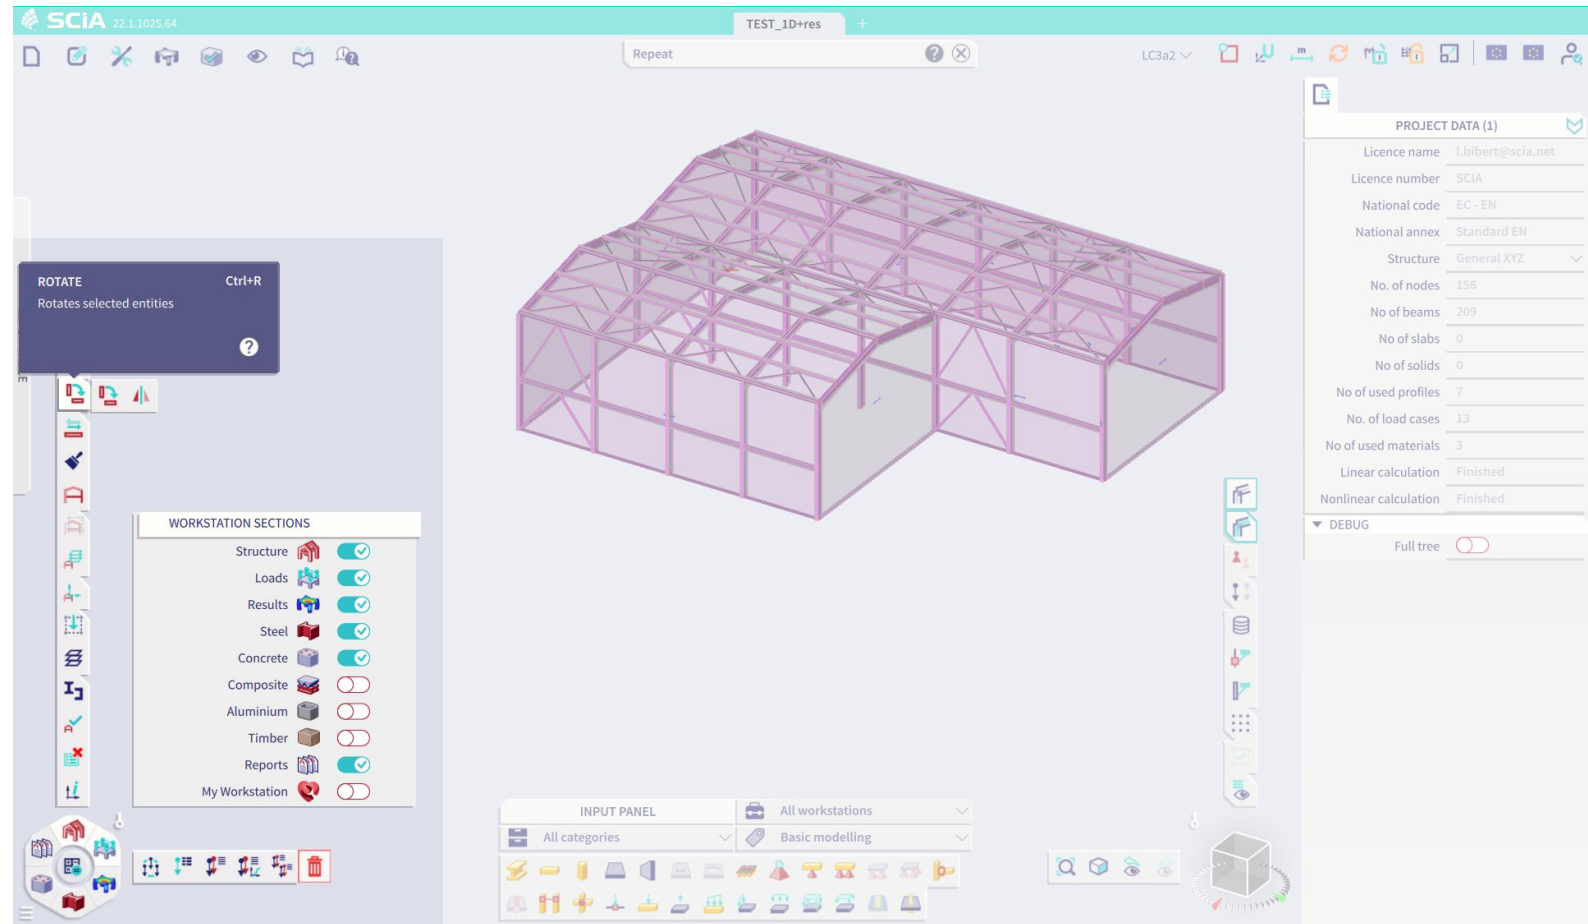 SCiA 22.1.1025.64
TEST_1D+res
Repeat
LC3a2
PROJECT DATA (1)
Licence name l.bibert@scia.net
Licence number SCIA
National code EC - EN
National annex Standard EN
Structure General XYZ
No. of nodes 156
No of beams 209
No of slabs 0
No of solids 0
No of used profiles 7
No. of load cases 13
No of used materials 3
Linear calculation Finished
Nonlinear calculation Finished
DEBUG
Full tree
ROTATE Ctrl+R
Rotates selected entities
WORKSTATION SECTIONS
Structure
Loads
Results
Steel
Concrete
Composite
Aluminium
Timber
Reports
My Workstation
INPUT PANEL
All workstations
All categories
Basic modelling